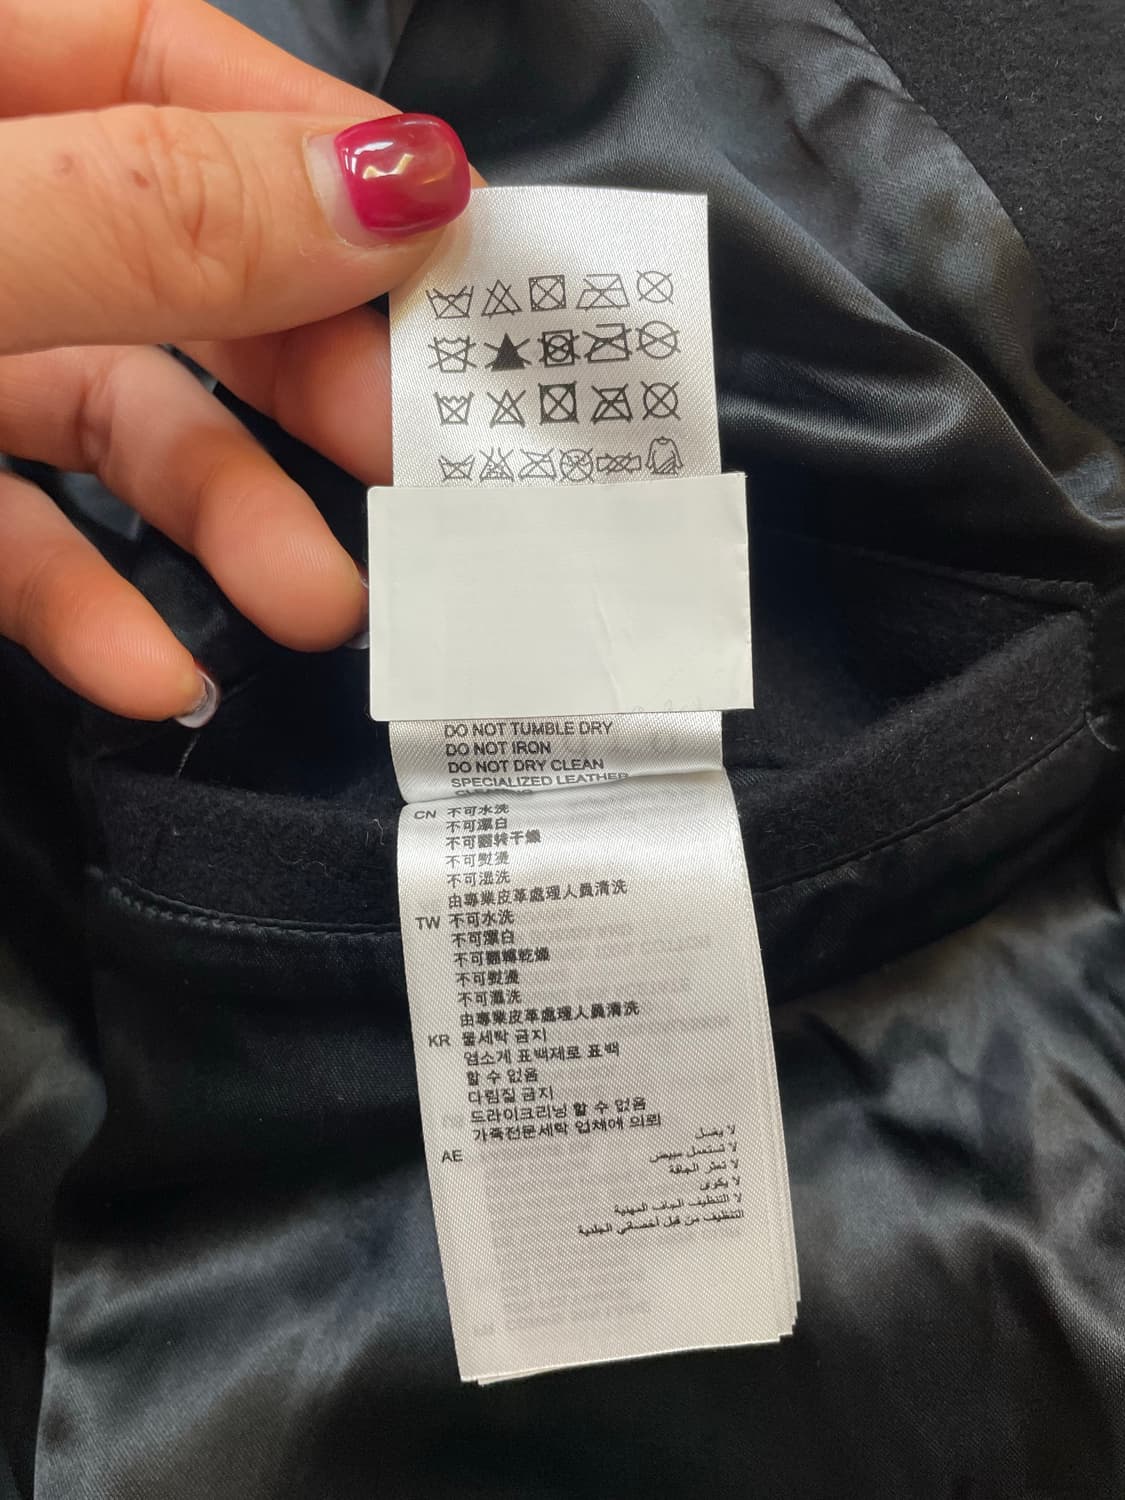 DO NOT TUMBLE DRY
DO NOT IRON
DO NOT DRY CLEAN
SPECIALIZED LEATHER
CN 不可水洗
不可漂白
不可翻转干燥
不可熨燙
不可溫洗
由專業皮革處理人員清洗
TW 不可水洗
不可漂白
不可翻轉乾燥
不可熨燙
不可濕洗
由專業皮革處理人員清洗
KR 물세탁 금지
염소계 표백제로 표백
할 수 없음
다림질 금지
드라이크리닝 할 수 없음
가죽전문세탁 업체에 의뢰
AE لا يغسل
لا تستعمل مبيض
لا تعصر الجافة
لا يكوى
لا التنظيف الجاف المهنية
التنظيف من قبل أخصائي الجلدية